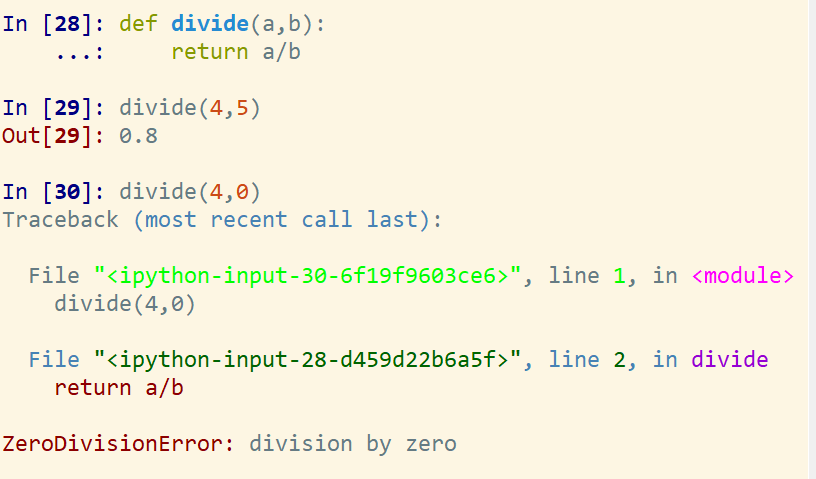 In [28]: def divide(a,b):
    ...:     return a/b

In [29]: divide(4,5)
Out[29]: 0.8

In [30]: divide(4,0)
Traceback (most recent call last):

  File "<ipython-input-30-6f19f9603ce6>", line 1, in <module>
    divide(4,0)

  File "<ipython-input-28-d459d22b6a5f>", line 2, in divide
    return a/b

ZeroDivisionError: division by zero